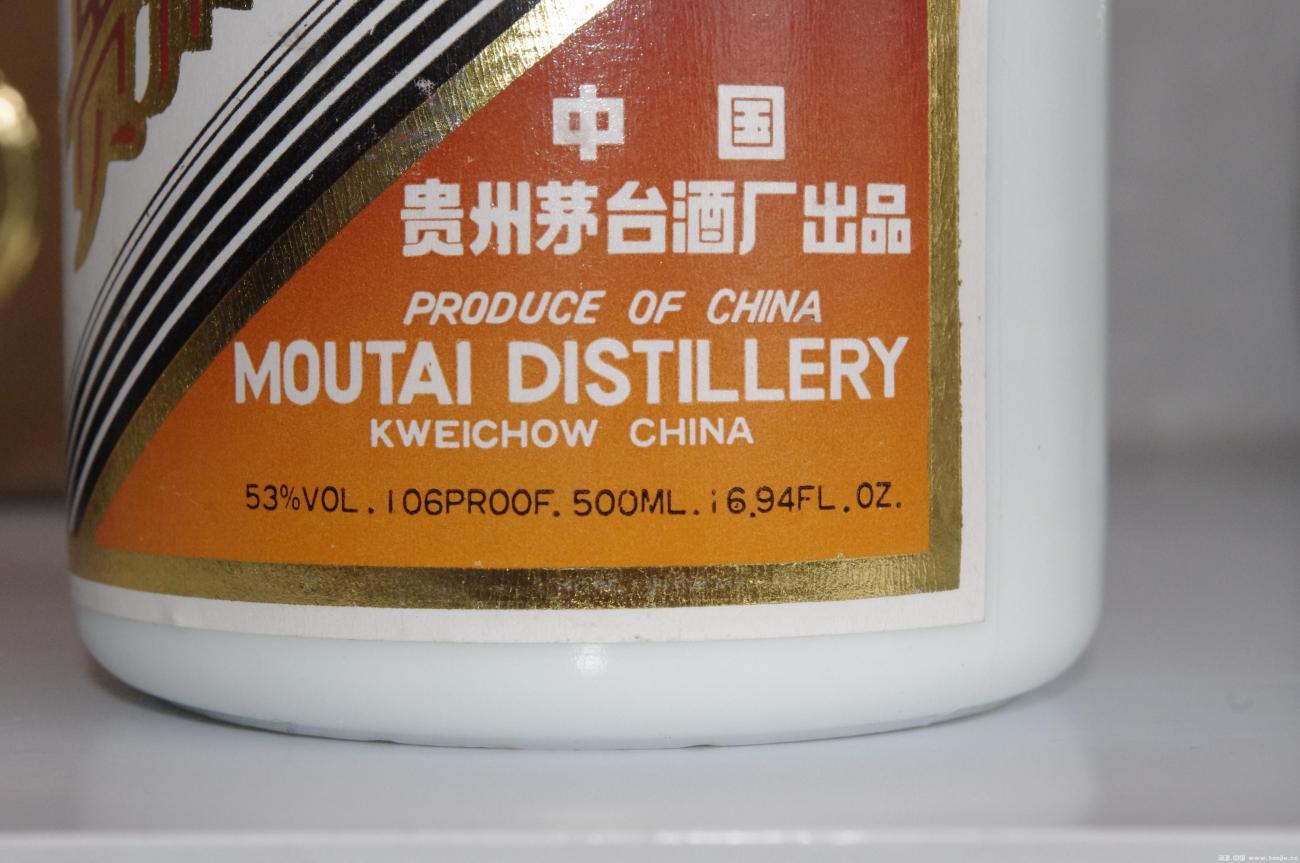 中 国
贵州茅台酒厂出品
PRODUCE OF CHINA
MOUTAI DISTILLERY
KWEICHOW CHINA
53%VOL. 106PROOF. 500ML. 16.94FL.OZ.